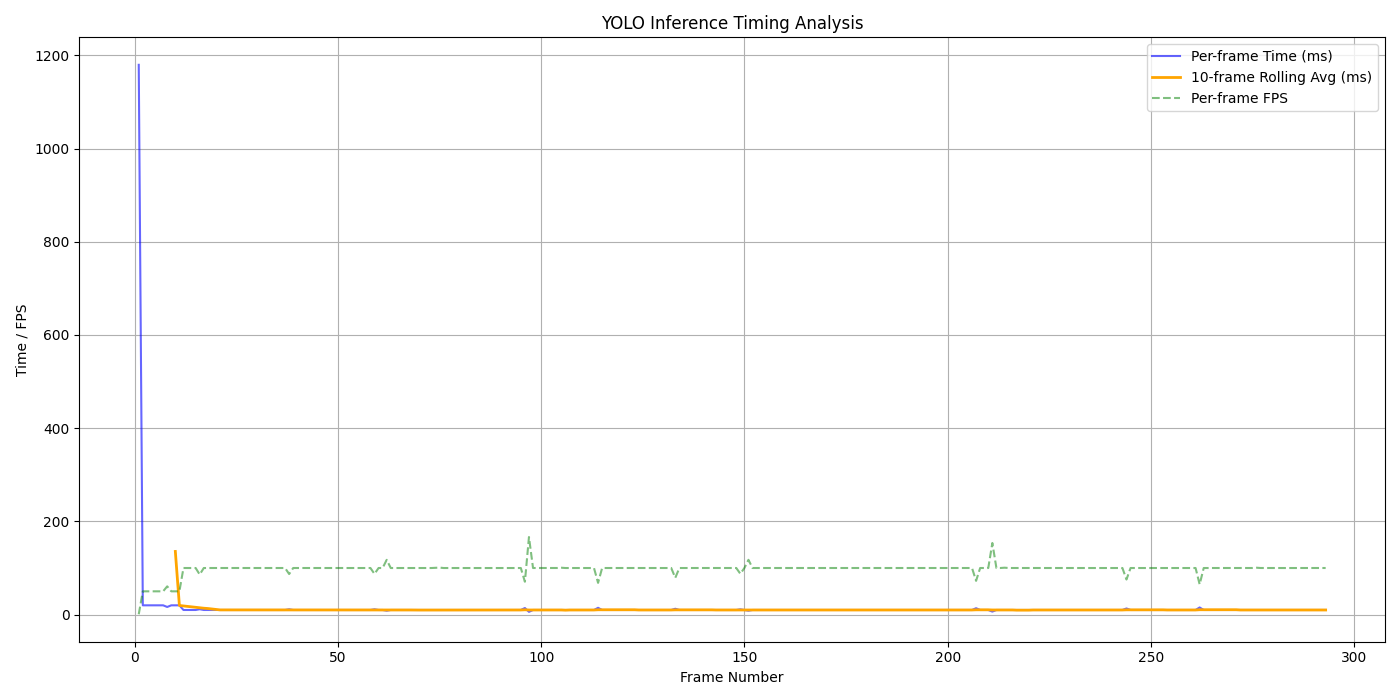 YOLO Inference Timing Analysis
Per-frame Time (ms)
10-frame Rolling Avg (ms)
Per-frame FPS
Time / FPS
1200
1000
800
600
400
200
0
0 50 100 150 200 250 300
Frame Number